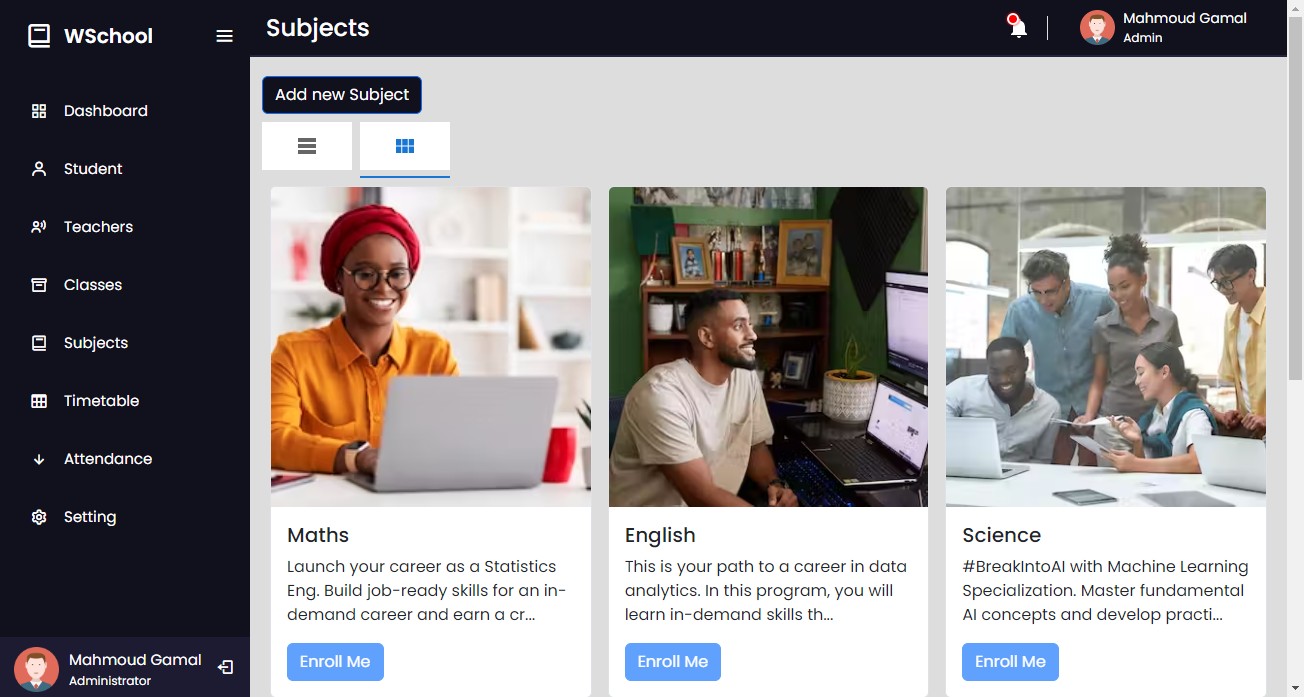 WSchool
Dashboard
Student
Teachers
Classes
Subjects
Timetable
Attendance
Setting
Mahmoud Gamal
Administrator
Subjects
Mahmoud Gamal
Admin
Add new Subject
Maths
Launch your career as a Statistics
Eng. Build job-ready skills for an in-
demand career and earn a cr...
Enroll Me
English
This is your path to a career in data
analytics. In this program, you will
learn in-demand skills th...
Enroll Me
Science
#BreakIntoAI with Machine Learning
Specialization. Master fundamental
AI concepts and develop practi...
Enroll Me